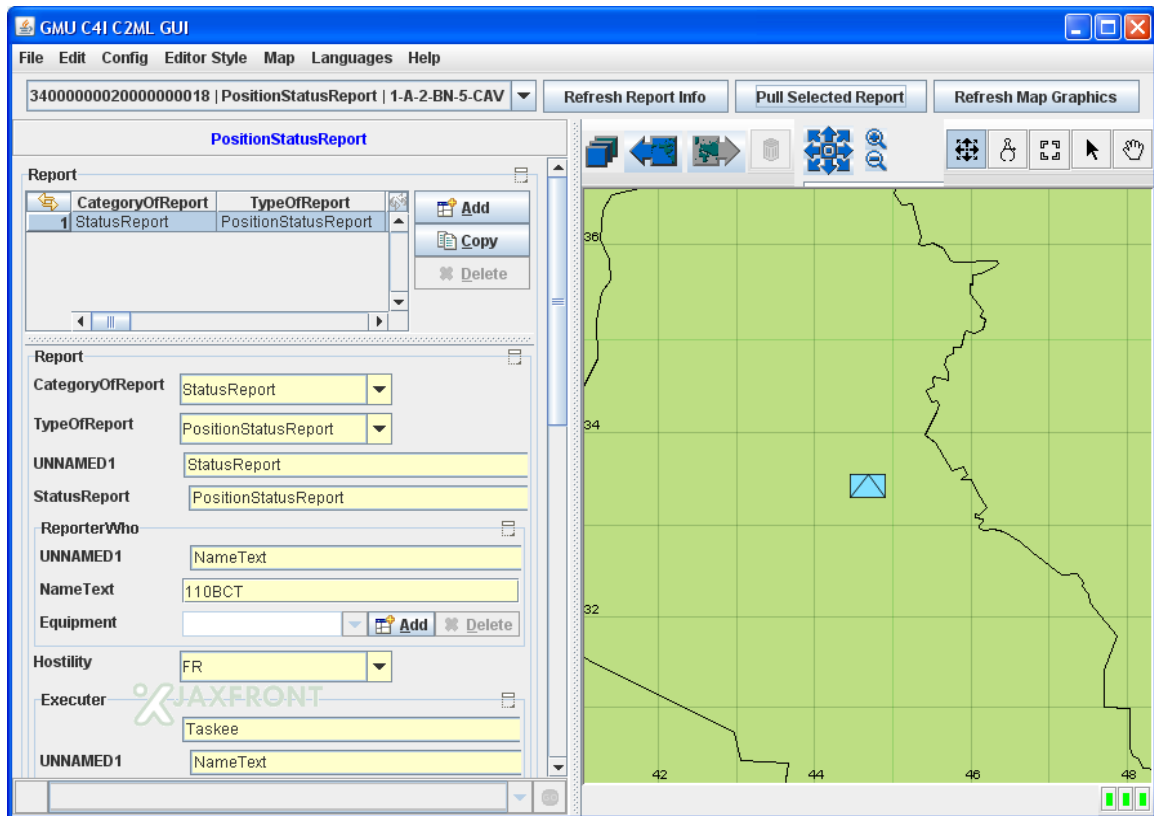 GMU C4I C2ML GUI
File Edit Config Editor Style Map Languages Help
34000000020000000018 | PositionStatusReport | 1-A-2-BN-5-CAV
Refresh Report Info
Pull Selected Report
Refresh Map Graphics
PositionStatusReport
Report
CategoryOfReport TypeOfReport
1 StatusReport PositionStatusReport
Add
Copy
Delete
Report
CategoryOfReport StatusReport
TypeOfReport PositionStatusReport
UNNAMED1 StatusReport
StatusReport PositionStatusReport
ReporterWho
UNNAMED1 NameText
NameText 110BCT
Equipment Add Delete
Hostility FR
JAXFRONT
Executer
Taskee
UNNAMED1 NameText
36
34
32
42 44 46 48